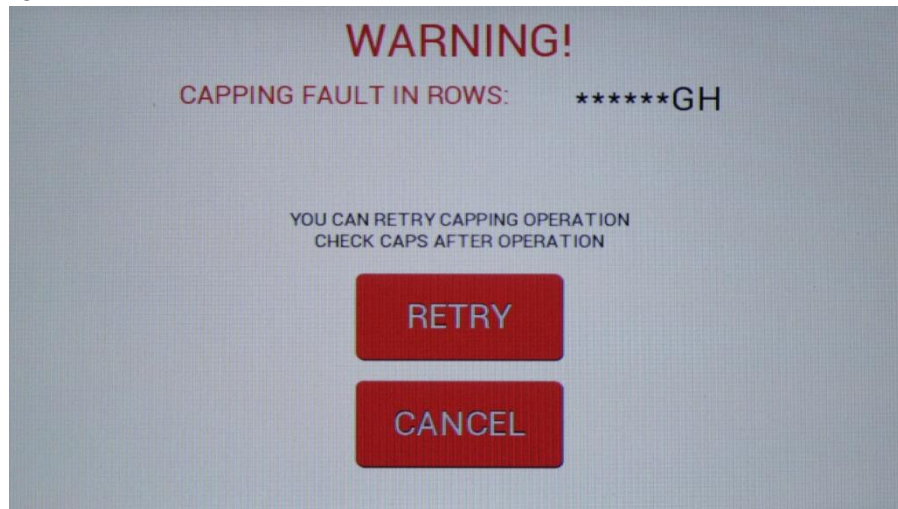 WARNING!
CAPPING FAULT IN ROWS: ******GH
YOU CAN RETRY CAPPING OPERATION
CHECK CAPS AFTER OPERATION
RETRY
CANCEL